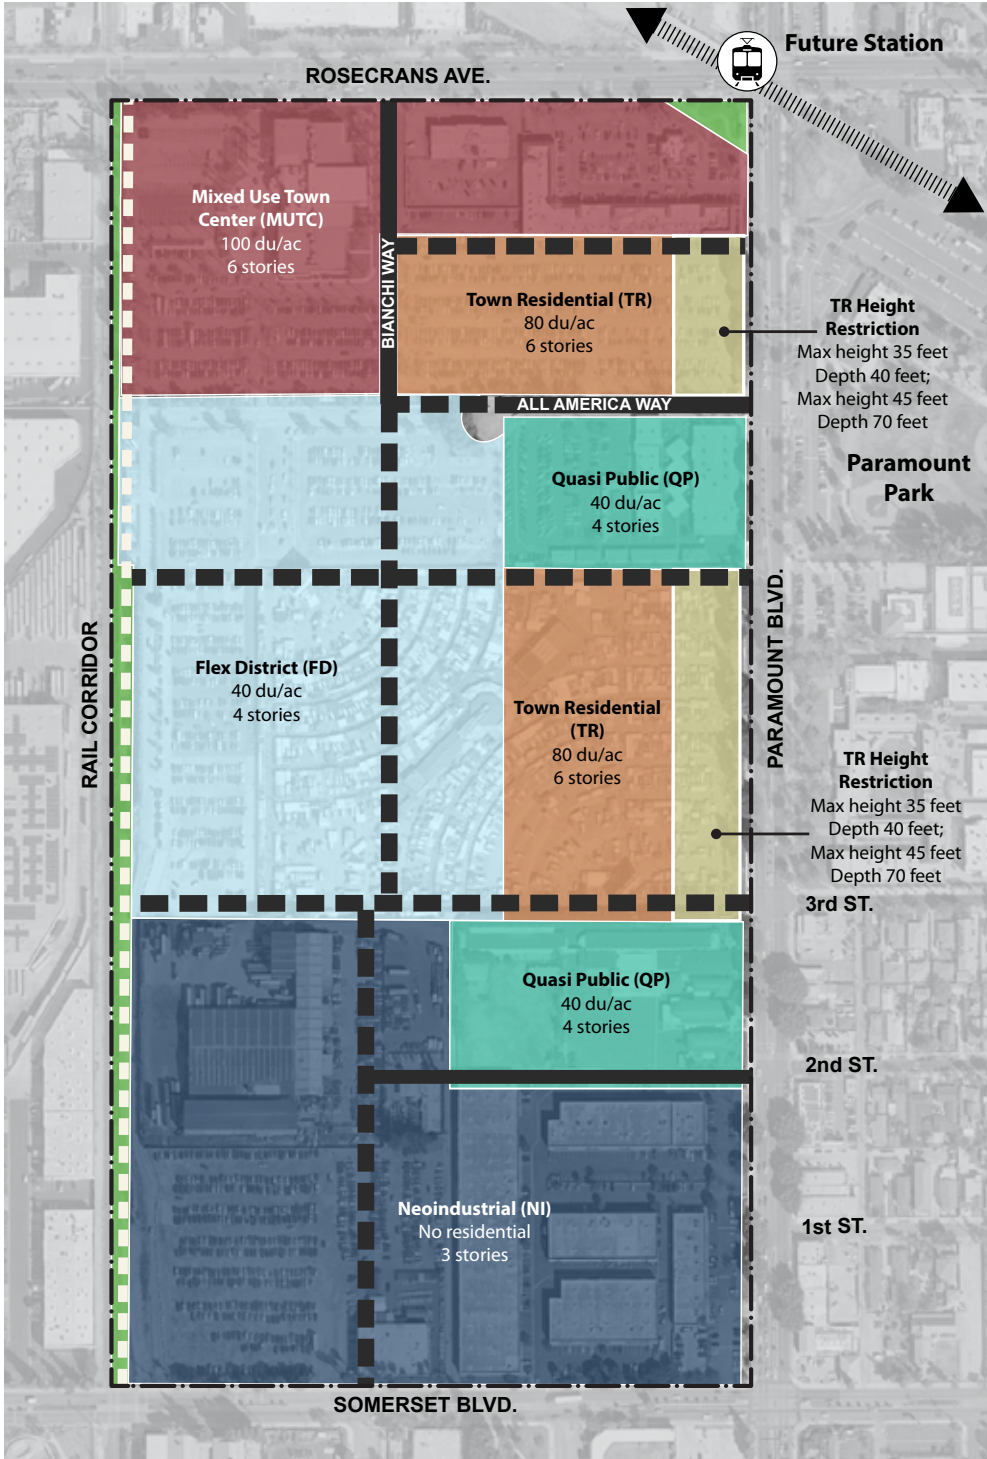 Future Station
ROSECRANS AVE.
Mixed Use Town
Center (MUTC)
100 du/ac
6 stories
BIANCHI WAY
Town Residential (TR)
80 du/ac
6 stories
TR Height
Restriction
Max height 35 feet
Depth 40 feet;
Max height 45 feet
Depth 70 feet
ALL AMERICA WAY
Paramount
Park
Quasi Public (QP)
40 du/ac
4 stories
PARAMOUNT BLVD.
RAIL CORRIDOR
Flex District (FD)
40 du/ac
4 stories
Town Residential
(TR)
80 du/ac
6 stories
TR Height
Restriction
Max height 35 feet
Depth 40 feet;
Max height 45 feet
Depth 70 feet
3rd ST.
Quasi Public (QP)
40 du/ac
4 stories
2nd ST.
Neoindustrial (NI)
No residential
3 stories
1st ST.
SOMERSET BLVD.